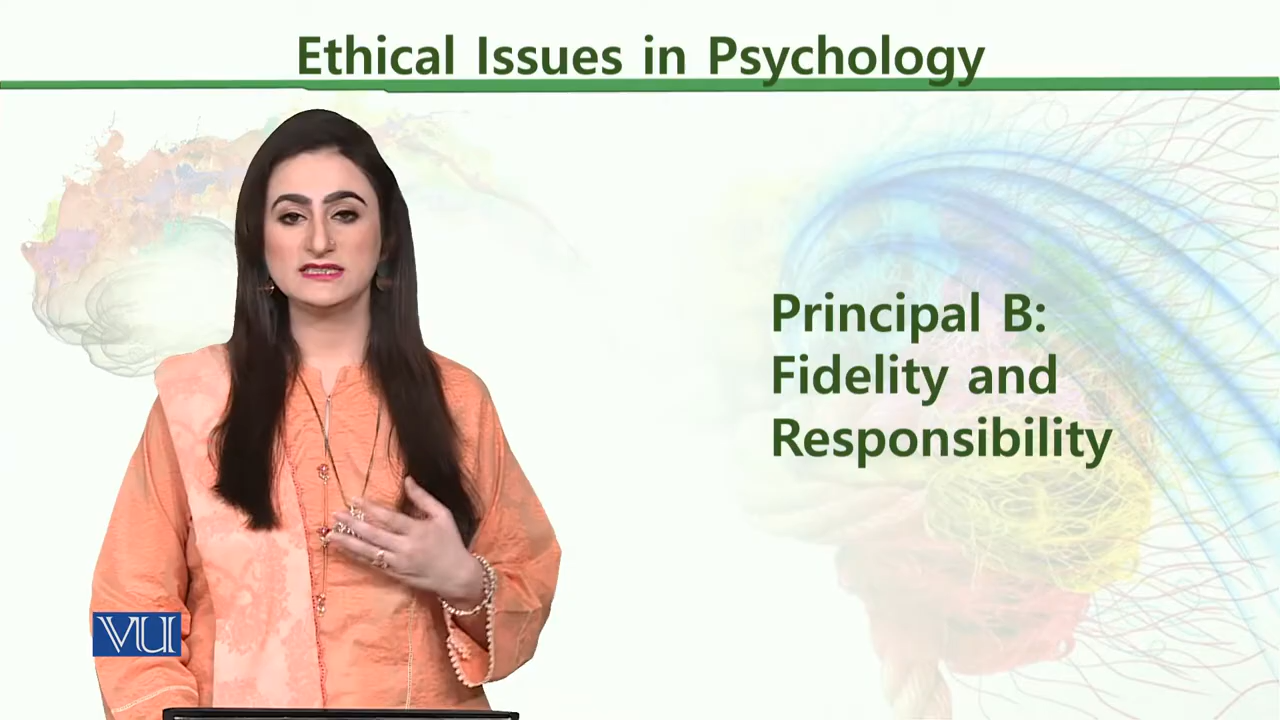 Ethical Issues in Psychology
Principal B:
Fidelity and
Responsibility
VU